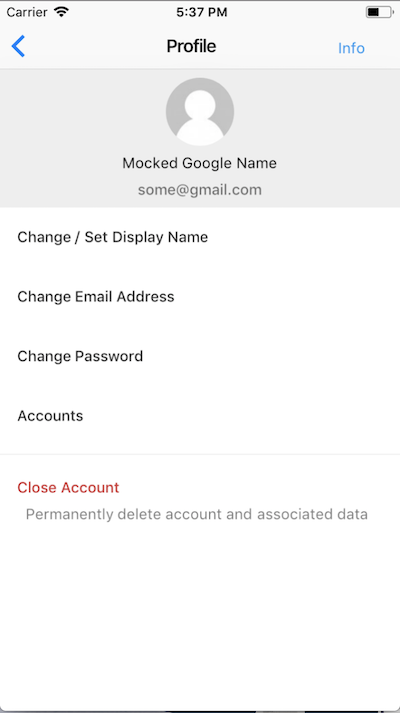 Carrier 5:37 PM
Profile Info
Mocked Google Name
some@gmail.com
Change / Set Display Name
Change Email Address
Change Password
Accounts
Close Account
Permanently delete account and associated data